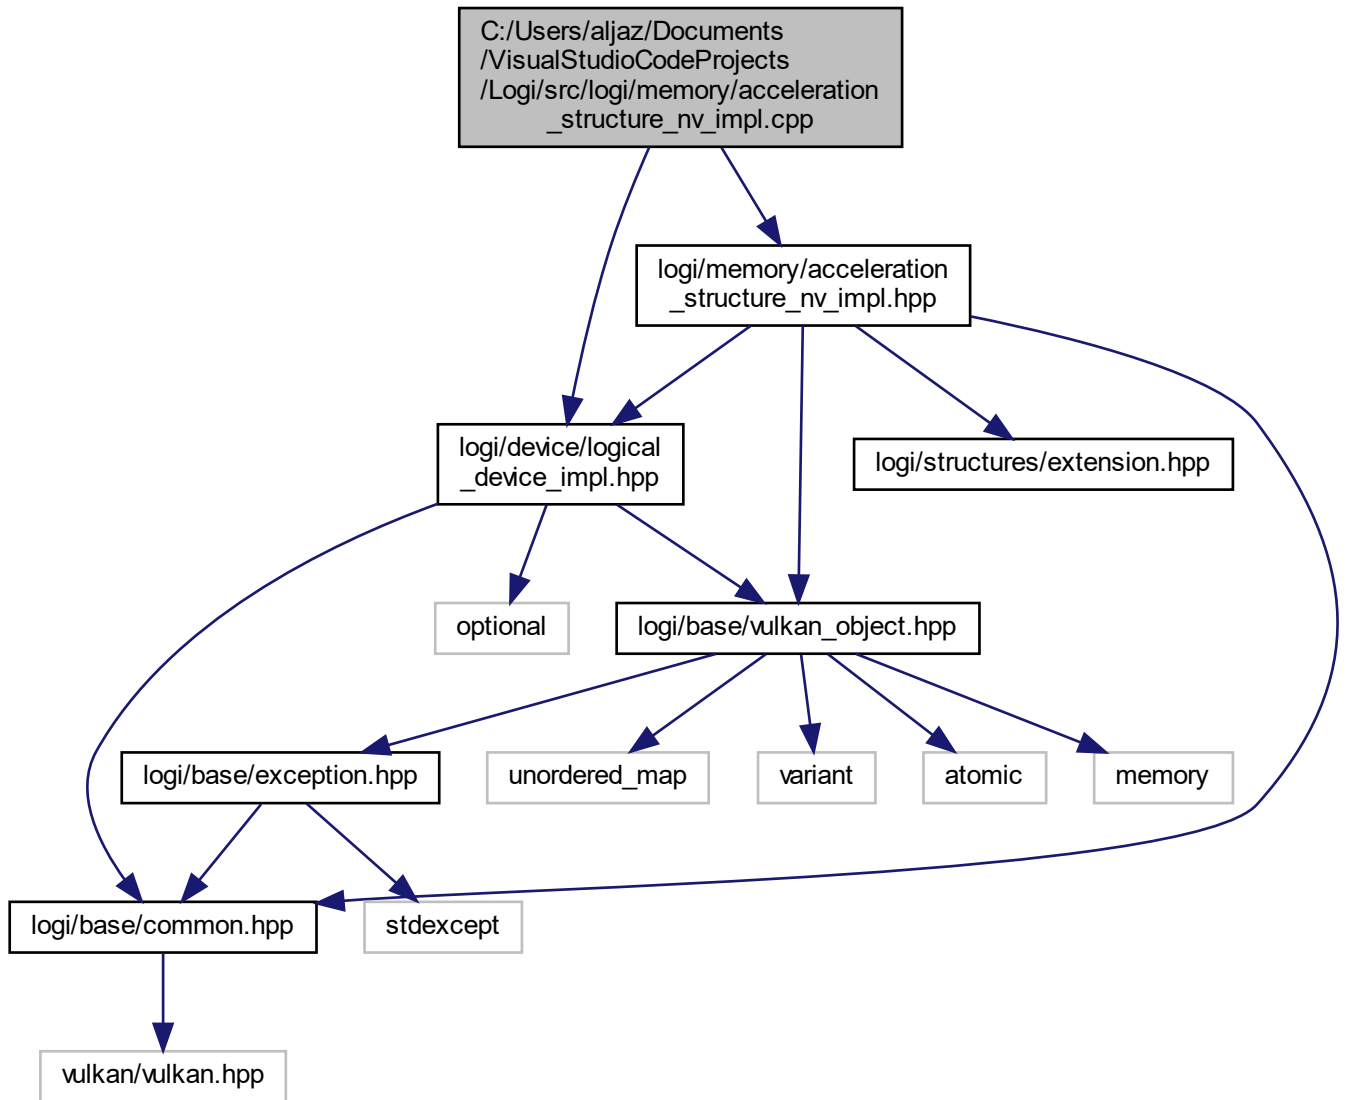 C:/Users/aljaz/Documents
/VisualStudioCodeProjects
/Logi/src/logi/memory/acceleration
_structure_nv_impl.cpp
logi/memory/acceleration
_structure_nv_impl.hpp
logi/device/logical
_device_impl.hpp
logi/structures/extension.hpp
optional
logi/base/vulkan_object.hpp
logi/base/exception.hpp
unordered_map
variant
atomic
memory
logi/base/common.hpp
stdexcept
vulkan/vulkan.hpp